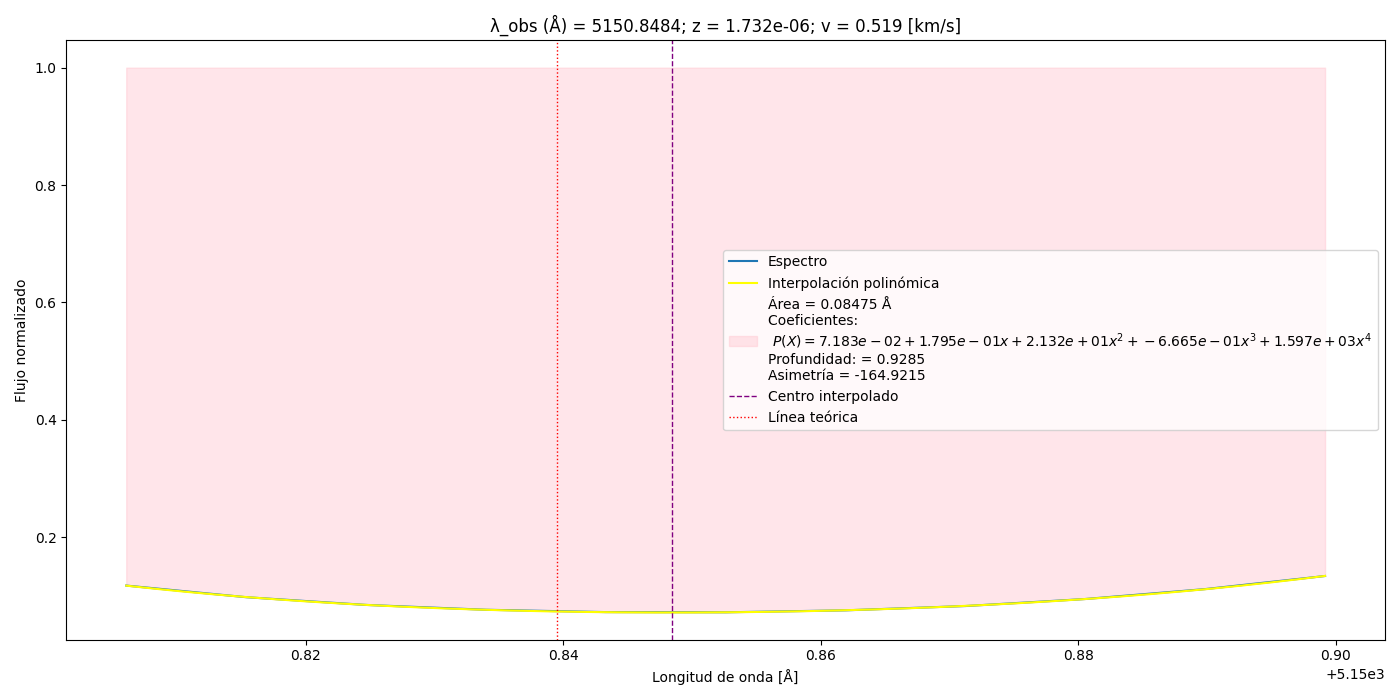 λ_obs (Å) = 5150.8484; z = 1.732e-06; v = 0.519 [km/s]
Flujo normalizado
1.0
0.8
0.6
0.4
0.2
Espectro
Interpolación polinómica
Área = 0.08475 Å
Coeficientes:
P(X) = 7.183e − 02 + 1.795e − 01x + 2.132e + 01x² + −6.665e − 01x³ + 1.597e + 03x⁴
Profundidad: = 0.9285
Asimetría = -164.9215
Centro interpolado
Línea teórica
0.82 0.84 0.86 0.88 0.90
+5.15e3
Longitud de onda [Å]